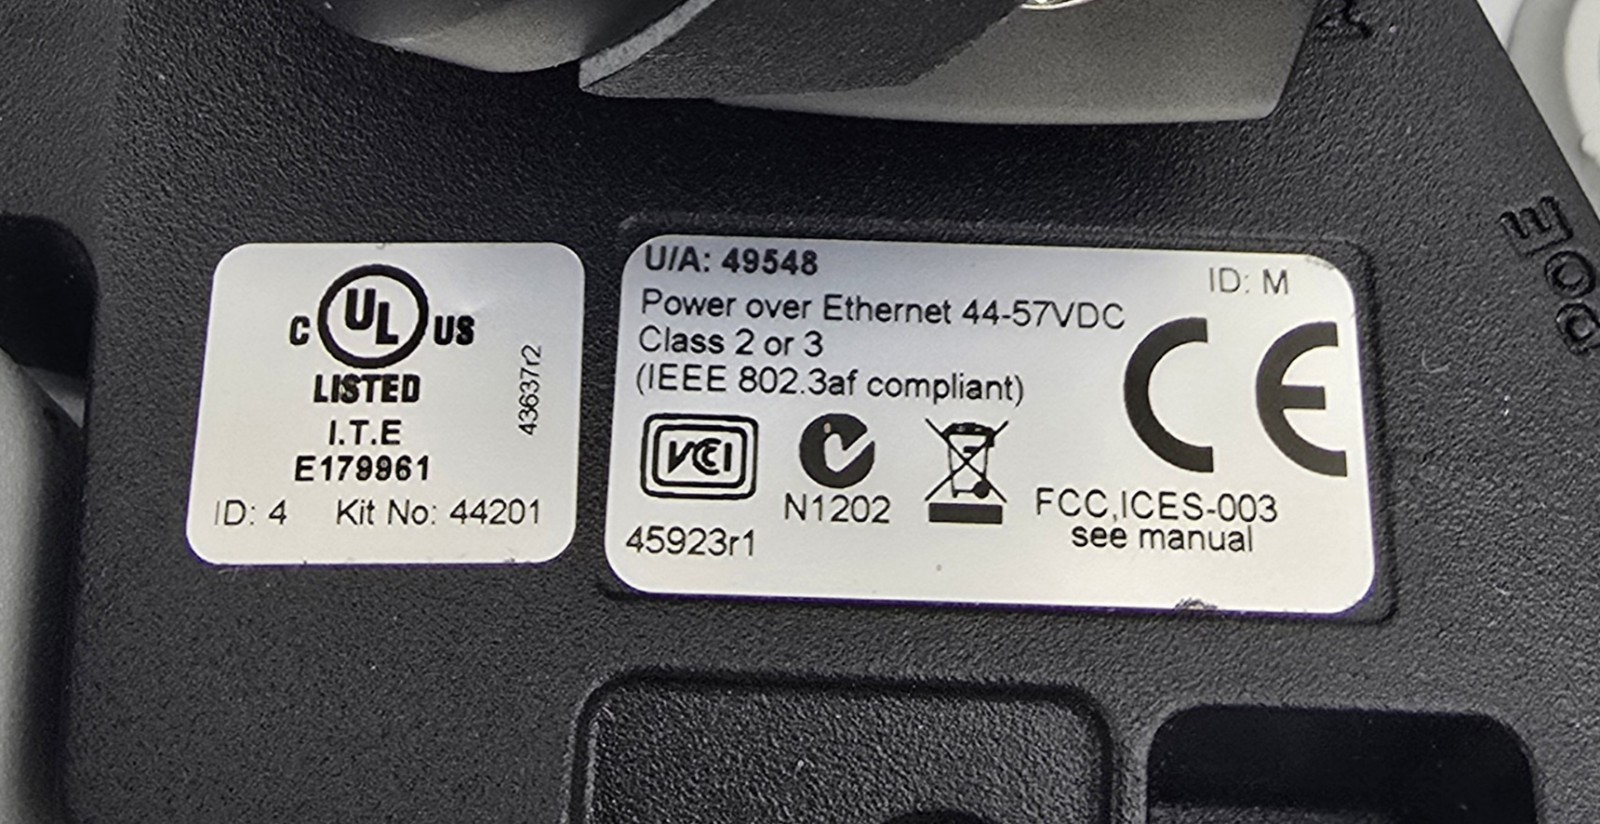 C UL US
LISTED
I.T.E
E179961
ID: 4 Kit No: 44201
43637r2
U/A: 49548
ID: M
Power over Ethernet 44-57VDC
Class 2 or 3
(IEEE 802.3af compliant)
CE
VCCI
N1202
FCC,ICES-003
see manual
45923r1
POE